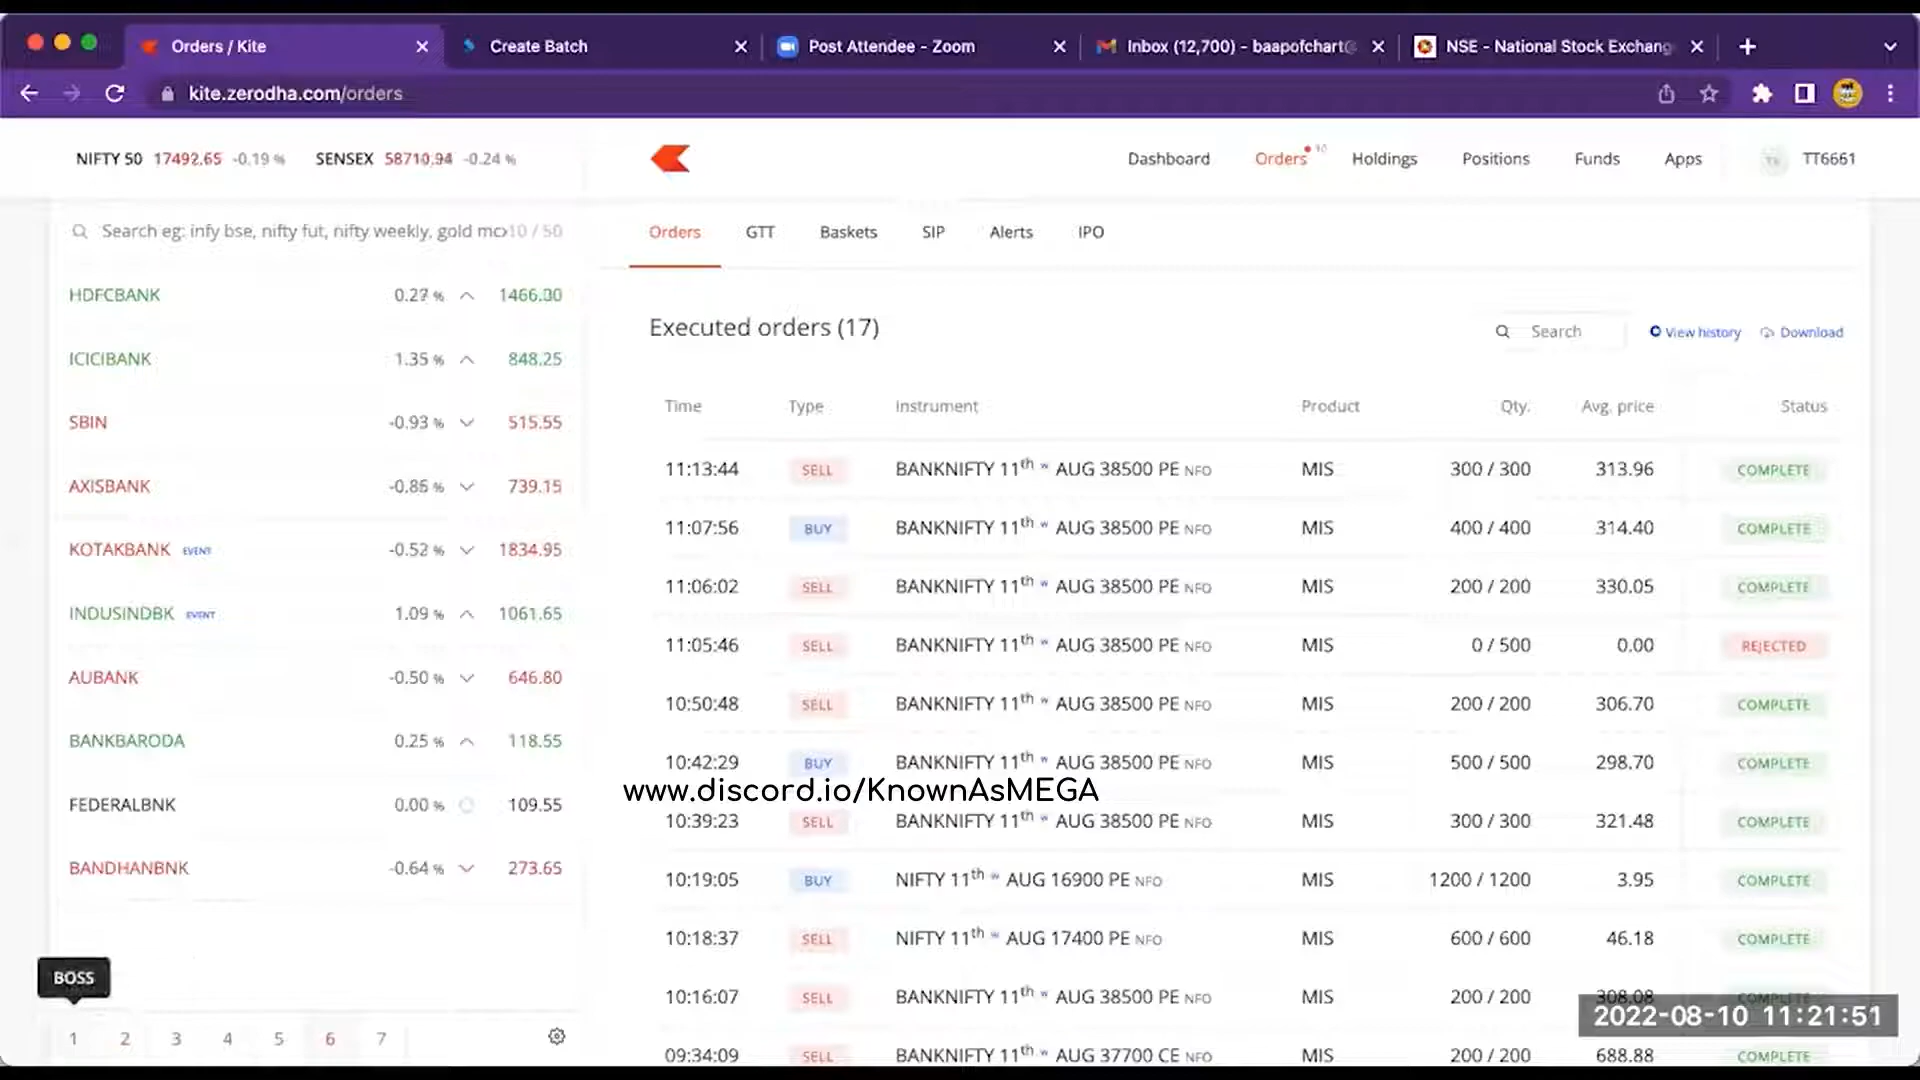 Orders / Kite
Create Batch
Post Attendee - Zoom
Inbox (12,700) - baapofchart@
NSE - National Stock Exchang
kite.zerodha.com/orders
NIFTY 50 17492.65 -0.19 % SENSEX 58710.94 -0.24 %
Dashboard Orders 10 Holdings Positions Funds Apps TT6661
Search eg: infy bse, nifty fut, nifty weekly, gold mcx 10 / 50
Orders GTT Baskets SIP Alerts IPO
HDFCBANK 0.27 % 1466.00
ICICIBANK 1.35 % 848.25
SBIN -0.93 % 515.55
AXISBANK -0.85 % 739.15
KOTAKBANK EVENT -0.52 % 1834.95
INDUSINDBK EVENT 1.09 % 1061.65
AUBANK -0.50 % 646.80
BANKBARODA 0.25 % 118.55
FEDERALBNK 0.00 % 109.55
BANDHANBNK -0.64 % 273.65
BOSS
1 2 3 4 5 6 7
Executed orders (17)
Search View history Download
Time Type Instrument Product Qty. Avg. price Status
11:13:44 SELL BANKNIFTY 11th w AUG 38500 PE NFO MIS 300 / 300 313.96 COMPLETE
11:07:56 BUY BANKNIFTY 11th w AUG 38500 PE NFO MIS 400 / 400 314.40 COMPLETE
11:06:02 SELL BANKNIFTY 11th w AUG 38500 PE NFO MIS 200 / 200 330.05 COMPLETE
11:05:46 SELL BANKNIFTY 11th w AUG 38500 PE NFO MIS 0 / 500 0.00 REJECTED
10:50:48 SELL BANKNIFTY 11th w AUG 38500 PE NFO MIS 200 / 200 306.70 COMPLETE
10:42:29 BUY BANKNIFTY 11th w AUG 38500 PE NFO MIS 500 / 500 298.70 COMPLETE
www.discord.io/KnownAsMEGA
10:39:23 SELL BANKNIFTY 11th w AUG 38500 PE NFO MIS 300 / 300 321.48 COMPLETE
10:19:05 BUY NIFTY 11th w AUG 16900 PE NFO MIS 1200 / 1200 3.95 COMPLETE
10:18:37 SELL NIFTY 11th w AUG 17400 PE NFO MIS 600 / 600 46.18 COMPLETE
10:16:07 SELL BANKNIFTY 11th w AUG 38500 PE NFO MIS 200 / 200 308.08 COMPLETE
2022-08-10 11:21:51
09:34:09 SELL BANKNIFTY 11th w AUG 37700 CE NFO MIS 200 / 200 688.88 COMPLETE